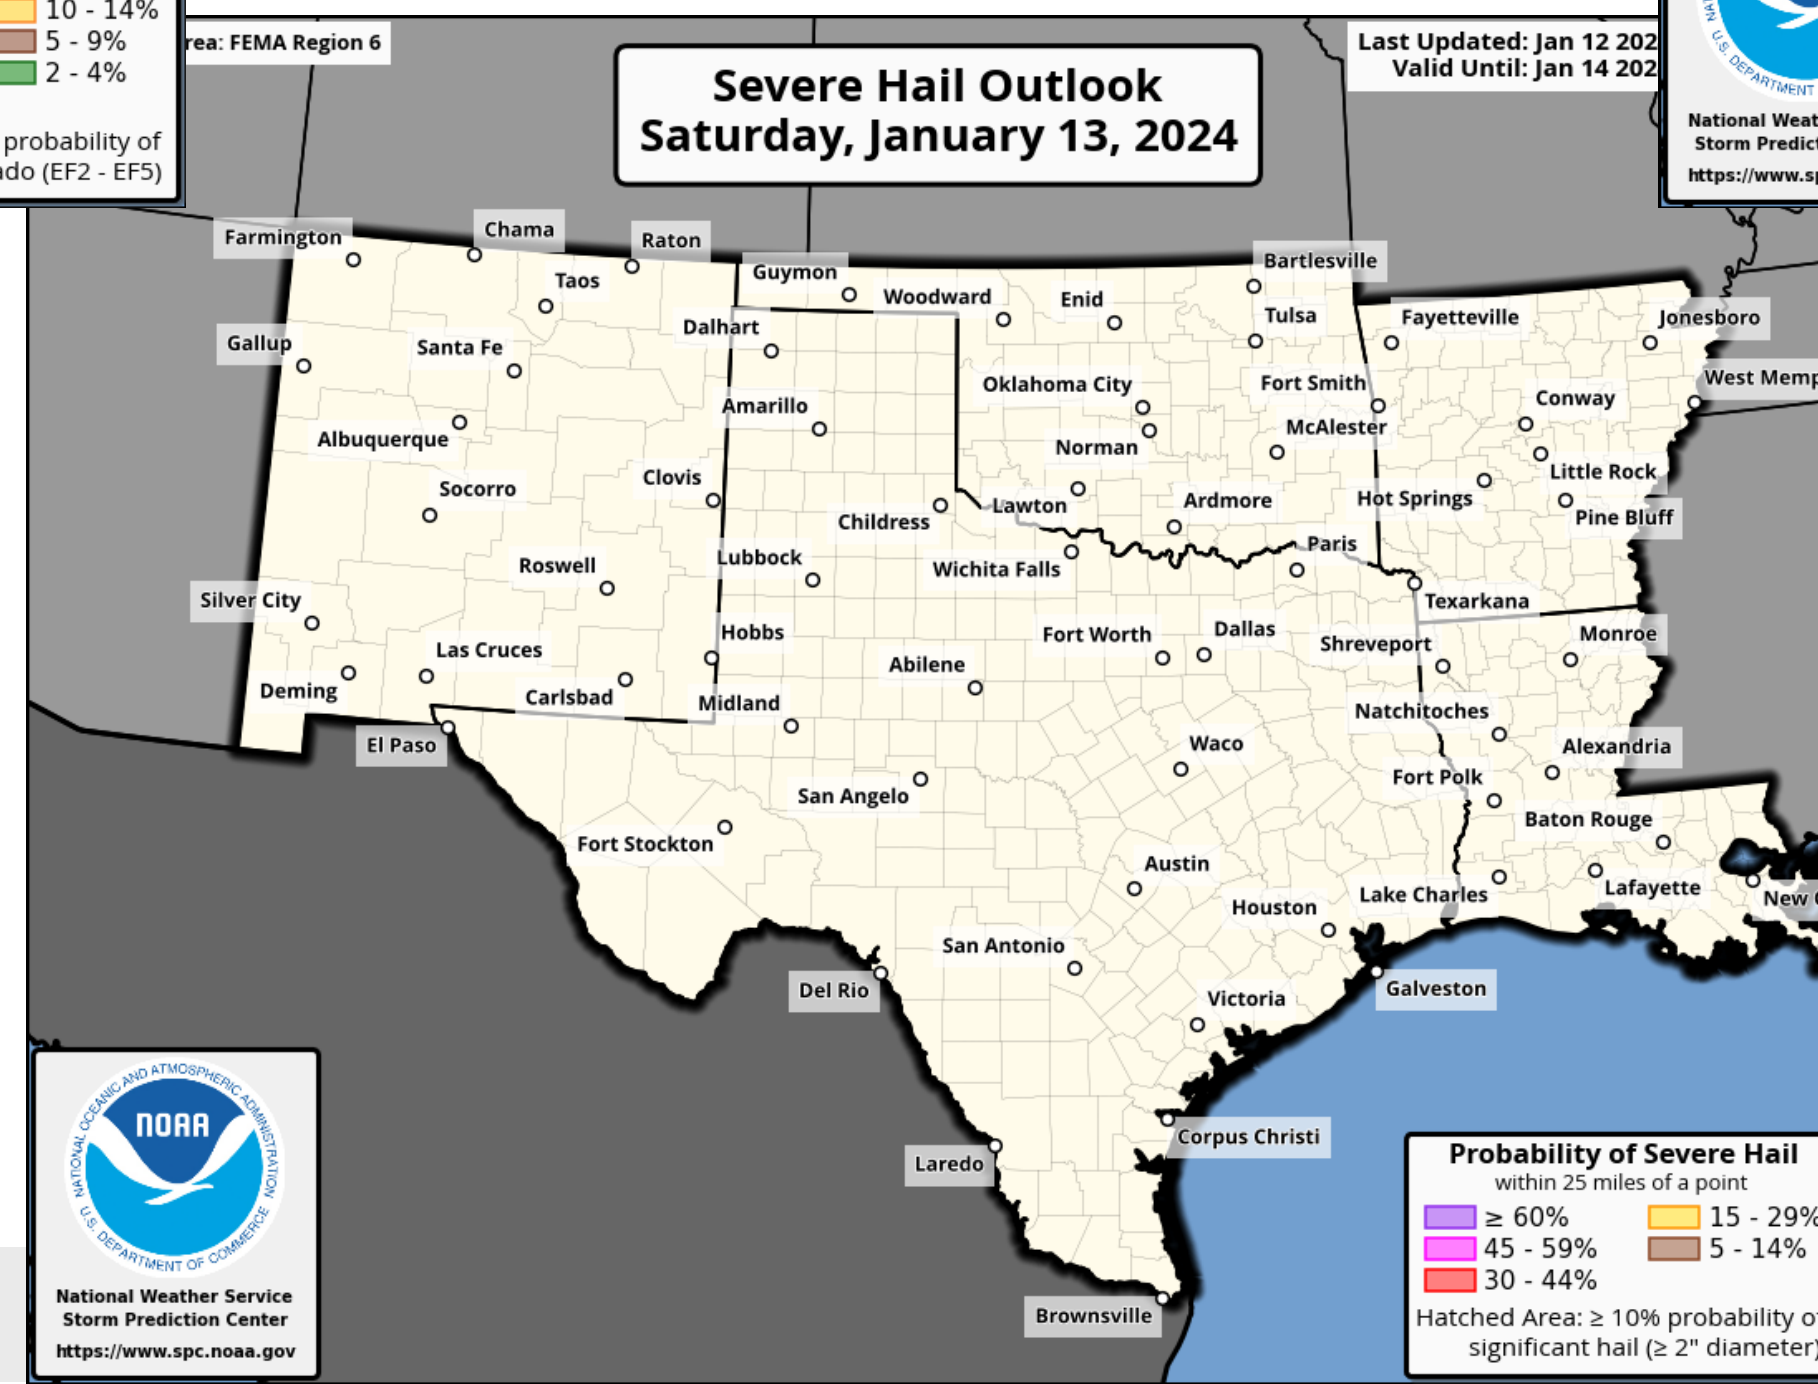 10 - 14%
5 - 9%
2 - 4%
probability of
ado (EF2 - EF5)
rea: FEMA Region 6
Severe Hail Outlook
Saturday, January 13, 2024
Last Updated: Jan 12 202
Valid Until: Jan 14 202
U.S. DEPARTMENT
National Weat
Storm Predict
https://www.sp
Farmington
Chama
Raton
Taos
Guymon
Woodward
Enid
Bartlesville
Tulsa
Fayetteville
Jonesboro
Gallup
Santa Fe
Dalhart
West Memp
Oklahoma City
Fort Smith
Conway
Amarillo
Albuquerque
Norman
McAlester
Little Rock
Clovis
Socorro
Childress
Lawton
Ardmore
Hot Springs
Pine Bluff
Paris
Lubbock
Roswell
Wichita Falls
Silver City
Texarkana
Hobbs
Fort Worth
Dallas
Shreveport
Monroe
Las Cruces
Abilene
Deming
Carlsbad
Midland
Natchitoches
El Paso
Waco
Alexandria
San Angelo
Fort Polk
Fort Stockton
Baton Rouge
Austin
Lake Charles
Lafayette
New
Houston
San Antonio
Del Rio
Victoria
Galveston
Corpus Christi
Laredo
Brownsville
NATIONAL OCEANIC AND ATMOSPHERIC ADMINISTRATION
NOAA
U.S. DEPARTMENT OF COMMERCE
National Weather Service
Storm Prediction Center
https://www.spc.noaa.gov
Probability of Severe Hail
within 25 miles of a point
≥ 60%
15 - 29%
45 - 59%
5 - 14%
30 - 44%
Hatched Area: ≥ 10% probability of
significant hail (≥ 2" diameter)